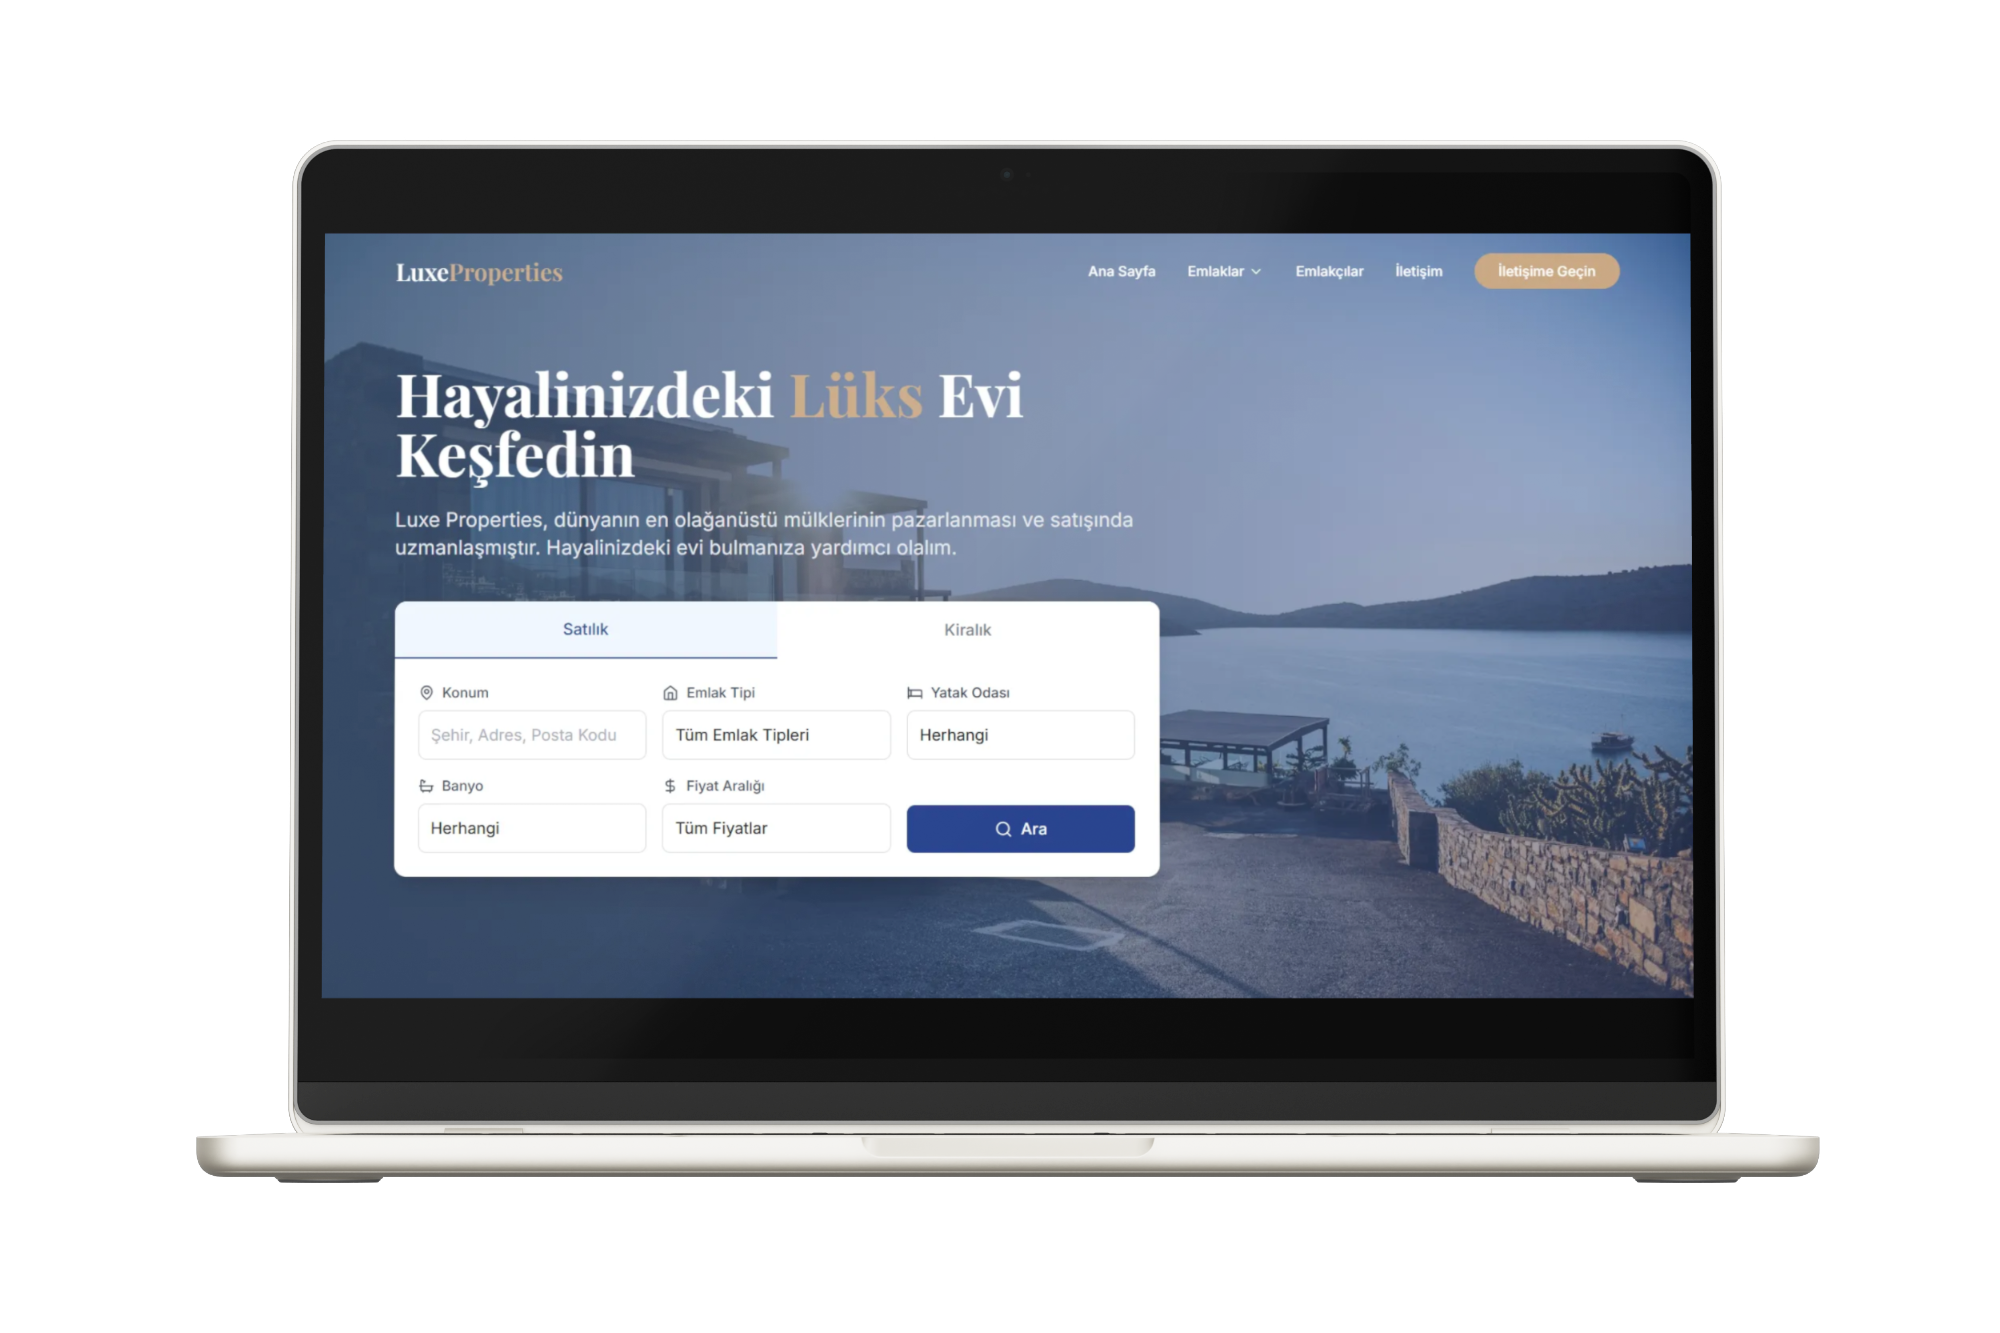 LuxeProperties
Ana Sayfa
Emlaklar
Emlakçılar
İletişim
İletişime Geçin
Hayalinizdeki Lüks Evi
Keşfedin
Luxe Properties, dünyanın en olağanüstü mülklerinin pazarlanması ve satışında
uzmanlaşmıştır. Hayalinizdeki evi bulmanıza yardımcı olalım.
Satılık
Kiralık
Konum
Emlak Tipi
Yatak Odası
Şehir, Adres, Posta Kodu
Tüm Emlak Tipleri
Herhangi
Banyo
$ Fiyat Aralığı
Herhangi
Tüm Fiyatlar
Ara